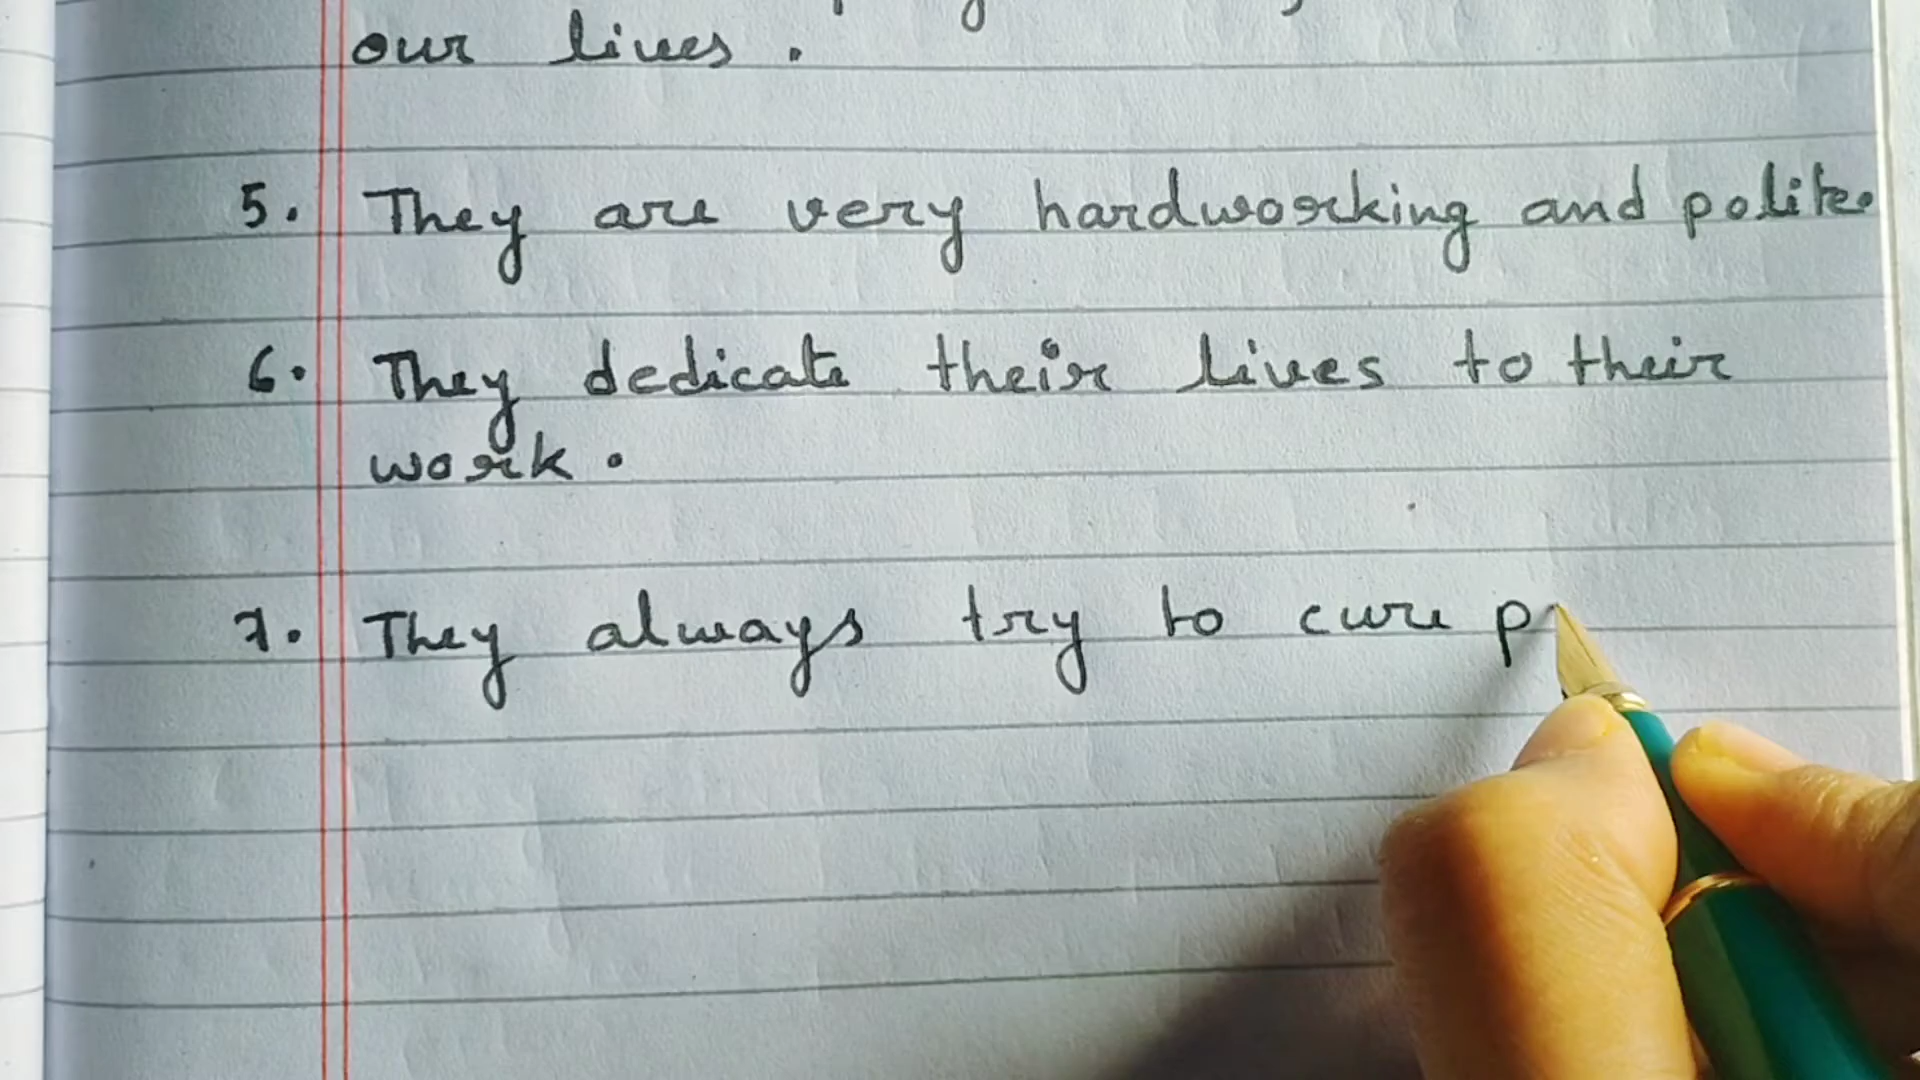 our lives.
5. They are very hardworking and polite.
6. They dedicate their lives to their
work.
7. They always try to cure p